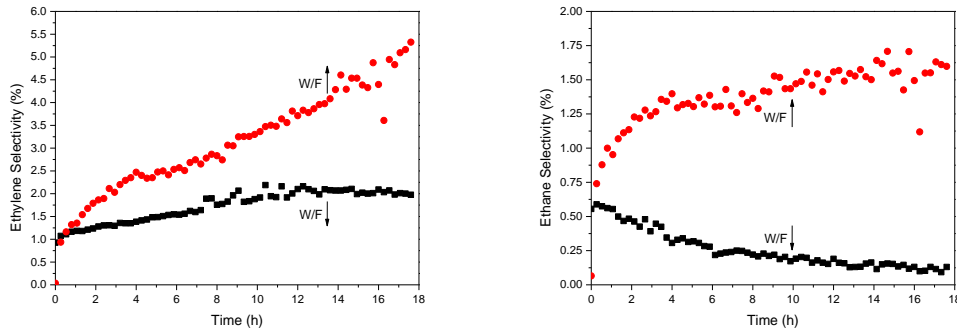 Ethylene Selectivity (%)
6.0
5.5
5.0
4.5
4.0
3.5
3.0
2.5
2.0
1.5
1.0
0.5
0.0
W/F
W/F
0 2 4 6 8 10 12 14 16 18
Time (h)
Ethane Selectivity (%)
2.00
1.75
1.50
1.25
1.00
0.75
0.50
0.25
0.00
W/F
W/F
0 2 4 6 8 10 12 14 16 18
Time (h)